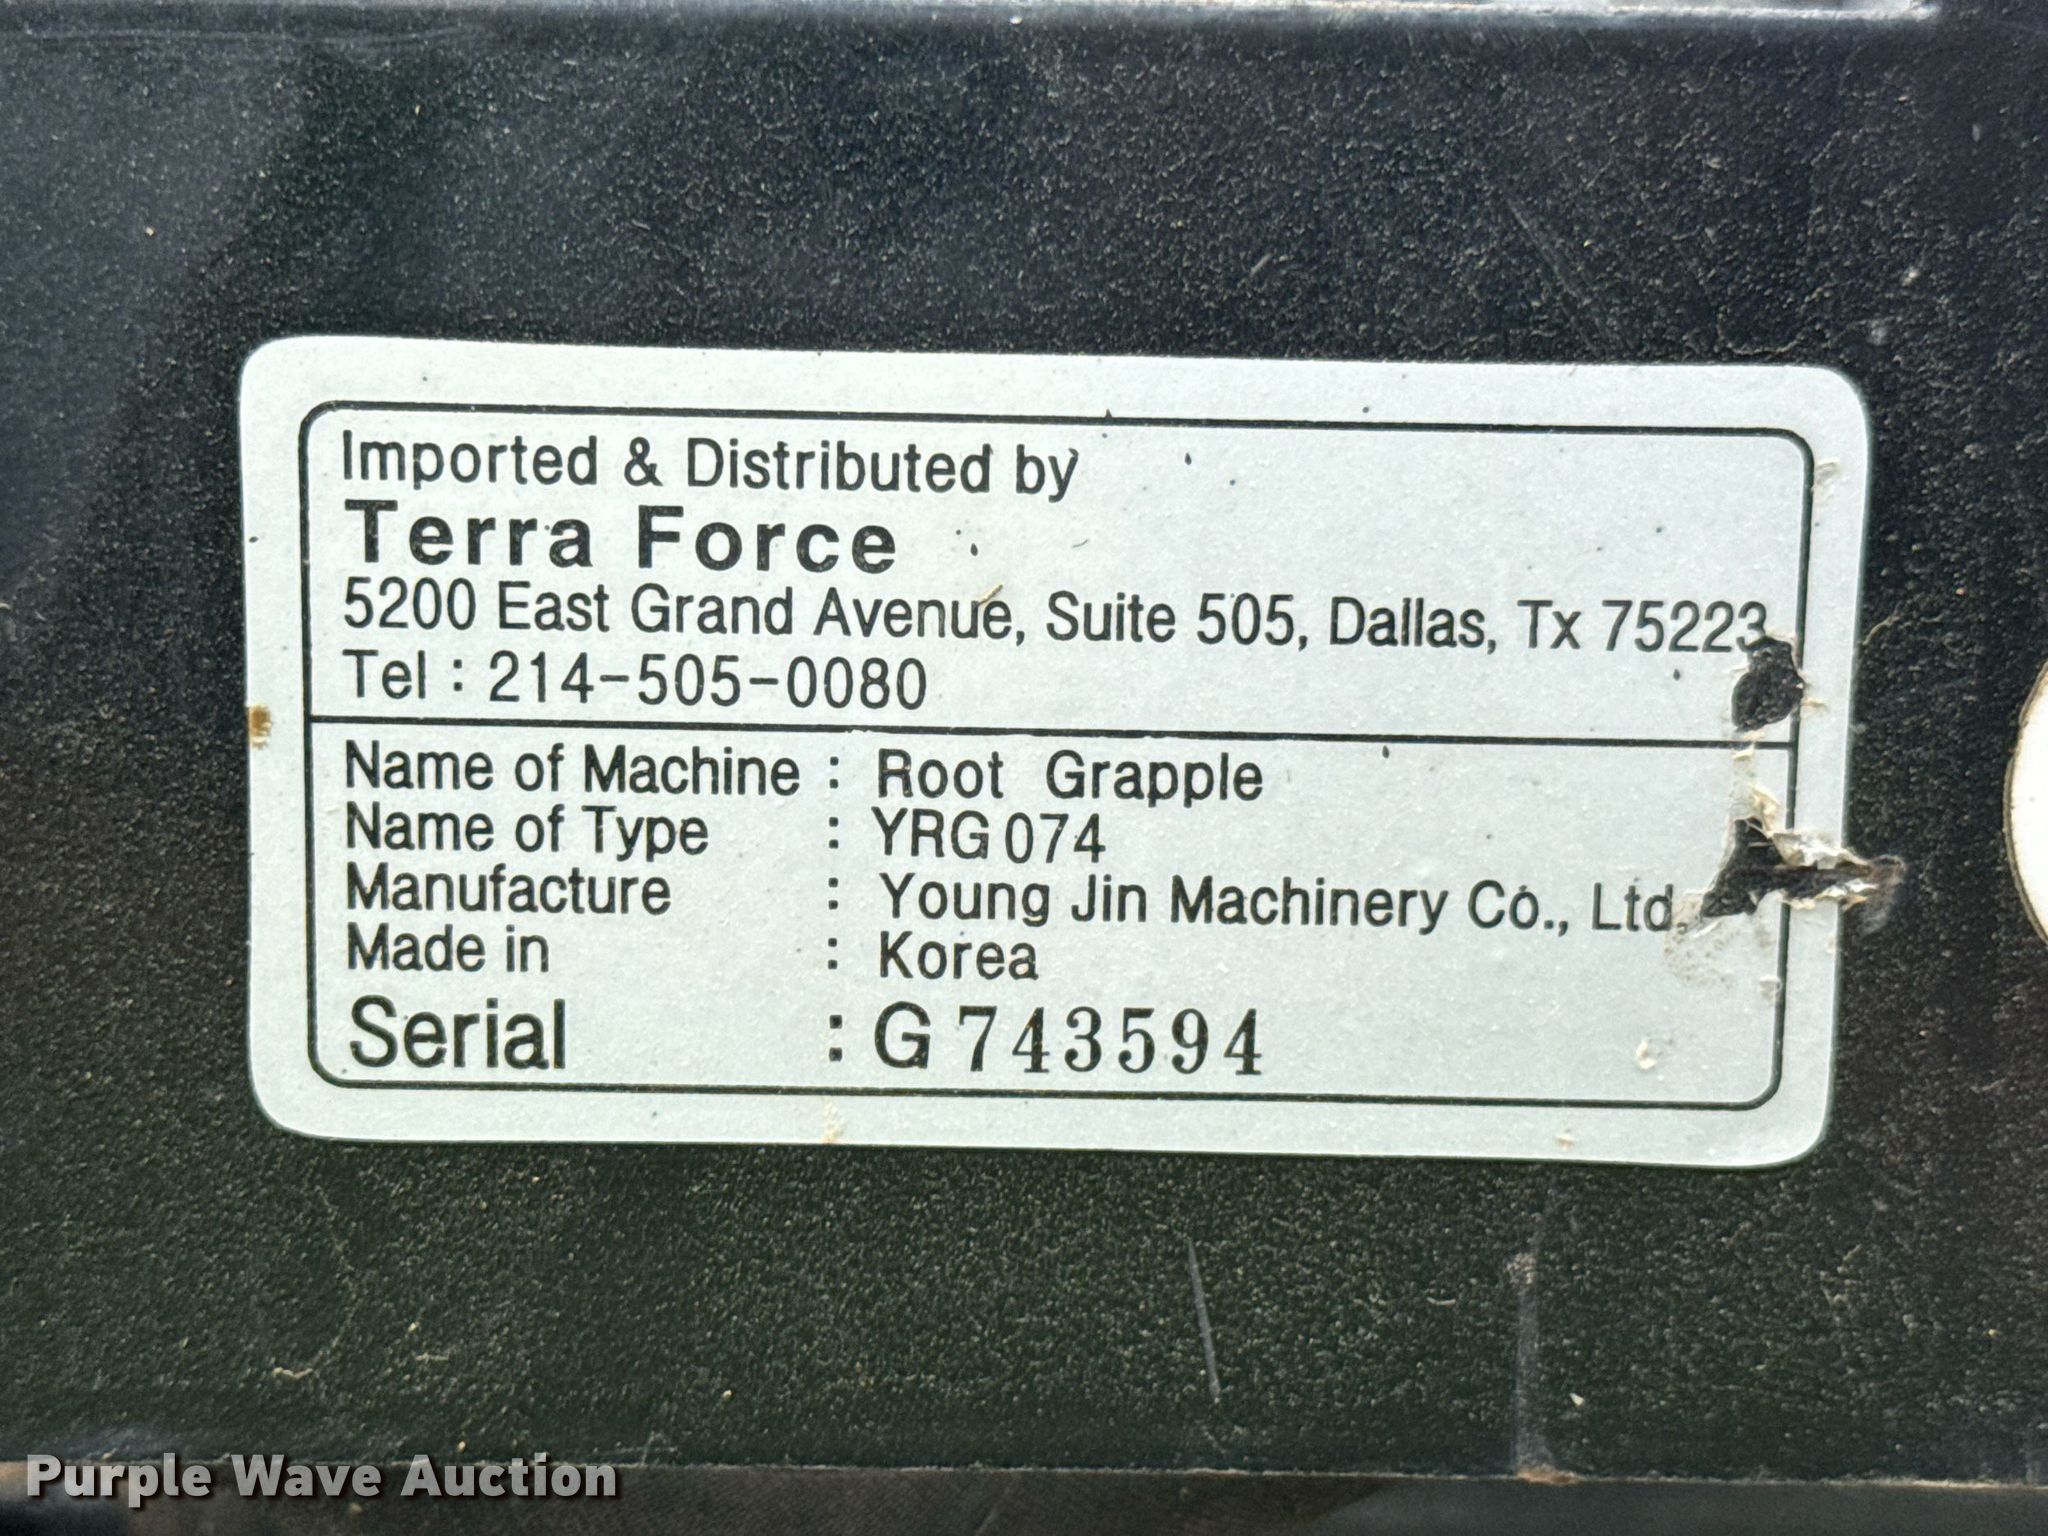 Imported & Distributed by
Terra Force
5200 East Grand Avenue, Suite 505, Dallas, Tx 75223
Tel : 214-505-0080
Name of Machine : Root Grapple
Name of Type : YRG 074
Manufacture : Young Jin Machinery Co., Ltd.
Made in : Korea
Serial : G 743594
Purple Wave Auction